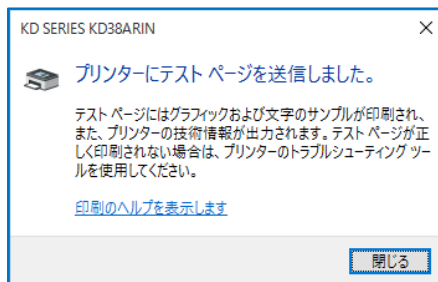 KD SERIES KD38ARIN
プリンターにテスト ページを送信しました。
テスト ページにはグラフィックおよび文字のサンプルが印刷され、
また、プリンターの技術情報が出力されます。テスト ページが正
しく印刷されない場合は、プリンターのトラブルシューティング ツー
ルを使用してください。
印刷のヘルプを表示します
閉じる